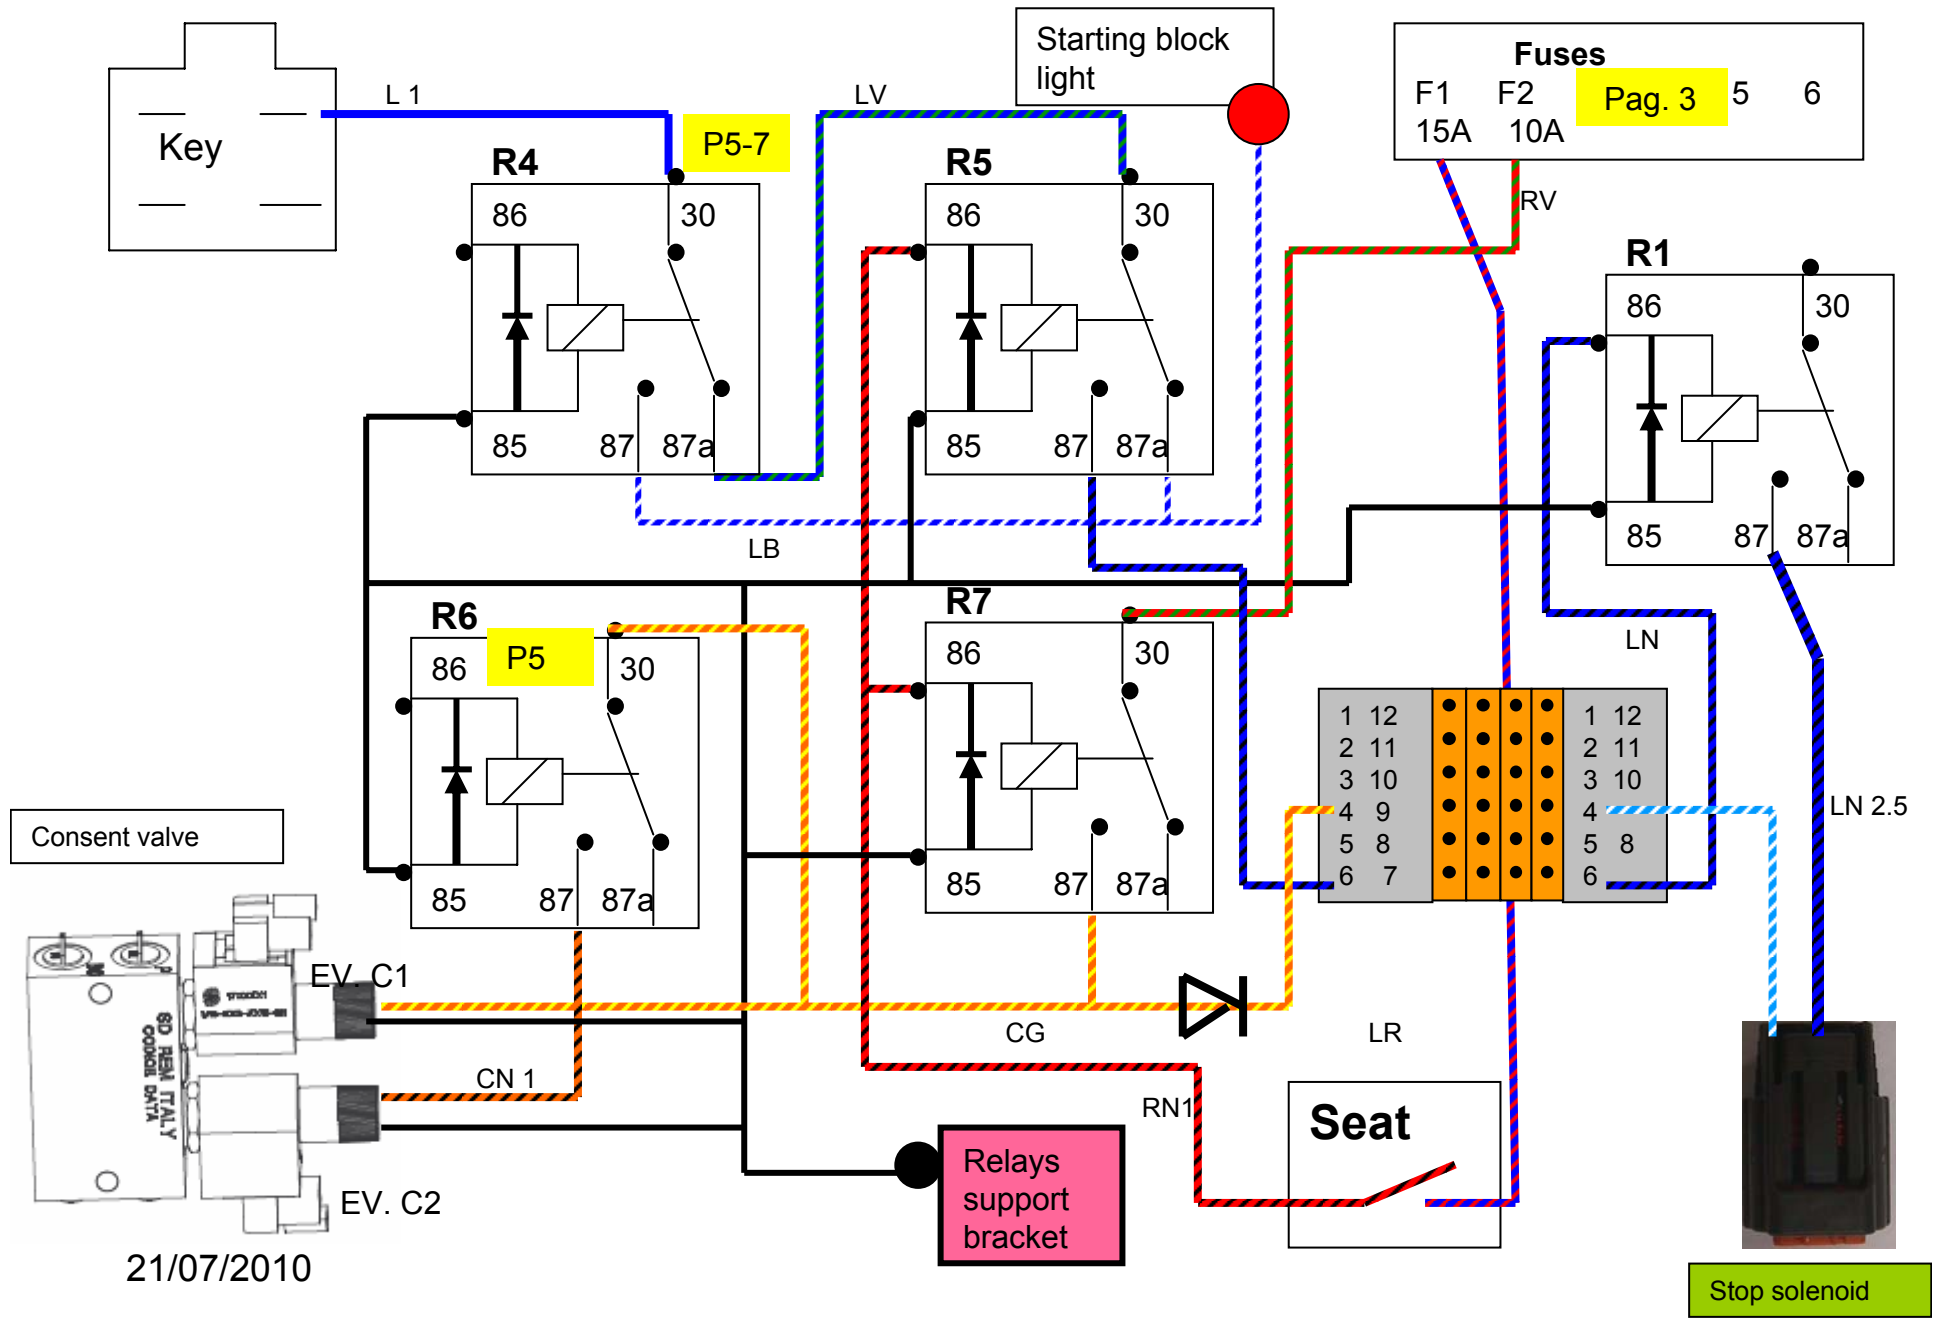 Starting block
light
Fuses
F1 F2 Pag. 3 5 6
15A 10A
L 1
LV
Key
P5-7
R4
R5
RV
R1
86 30
86 30
86 30
85 87 87a
85 87 87a
85 87 87a
LB
R6
R7
LN
P5
86 30
86 30
1 12
2 11
3 10
4 9
5 8
6 7
1 12
2 11
3 10
4
5 8
6
LN 2.5
Consent valve
85 87 87a
85 87 87a
EV. C1
SD REM ITALY
CODICE DATA
CG
LR
CN 1
RN1
Seat
Relays
support
bracket
EV. C2
21/07/2010
Stop solenoid